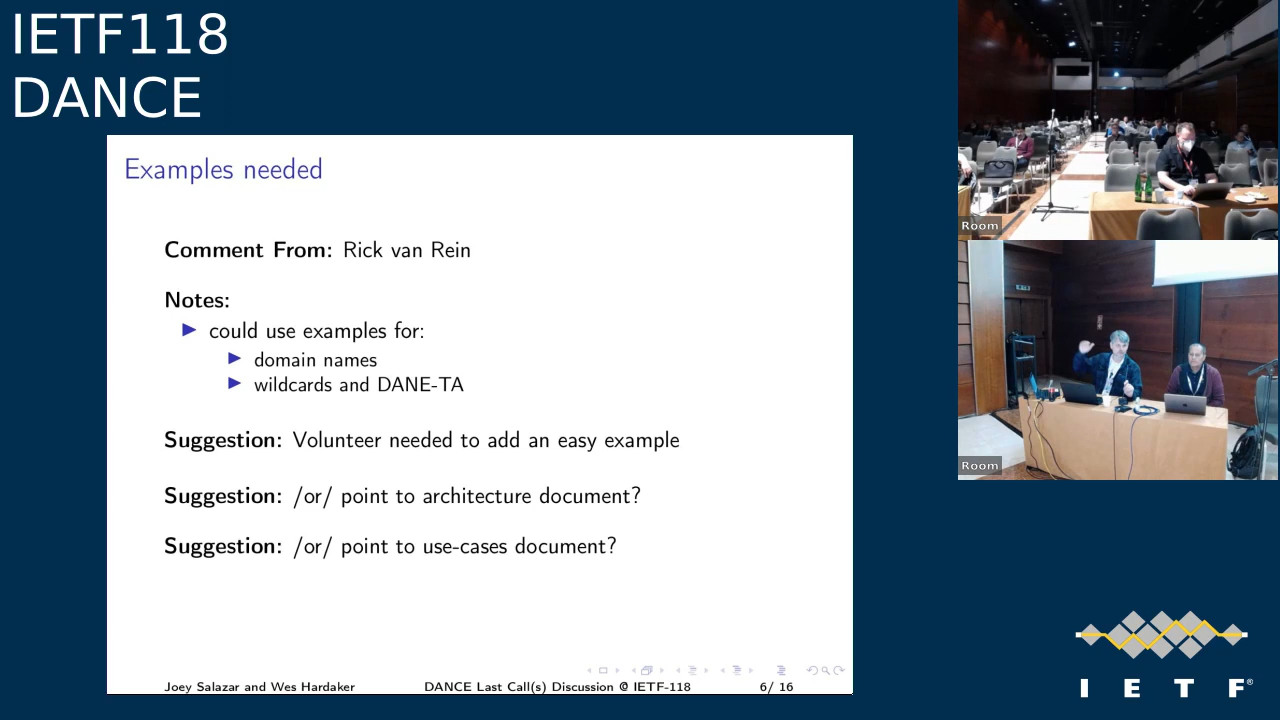 IETF118
DANCE
Examples needed
Comment From: Rick van Rein
Notes:
could use examples for:
domain names
wildcards and DANE-TA
Suggestion: Volunteer needed to add an easy example
Suggestion: /or/ point to architecture document?
Suggestion: /or/ point to use-cases document?
Joey Salazar and Wes Hardaker DANCE Last Call(s) Discussion @ IETF-118 6/ 16
Room
Room
I E T F®